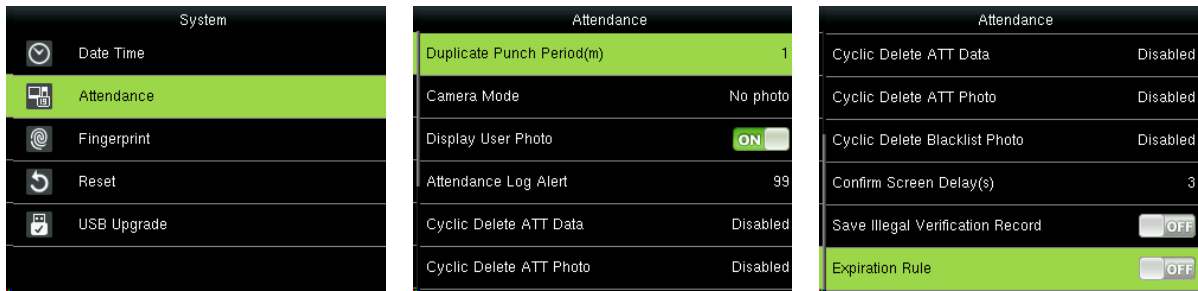 System
Date Time
Attendance
Fingerprint
Reset
USB Upgrade
Attendance
Duplicate Punch Period(m) 1
Camera Mode No photo
Display User Photo ON
Attendance Log Alert 99
Cyclic Delete ATT Data Disabled
Cyclic Delete ATT Photo Disabled
Attendance
Cyclic Delete ATT Data Disabled
Cyclic Delete ATT Photo Disabled
Cyclic Delete Blacklist Photo Disabled
Confirm Screen Delay(s) 3
Save Illegal Verification Record OFF
Expiration Rule OFF